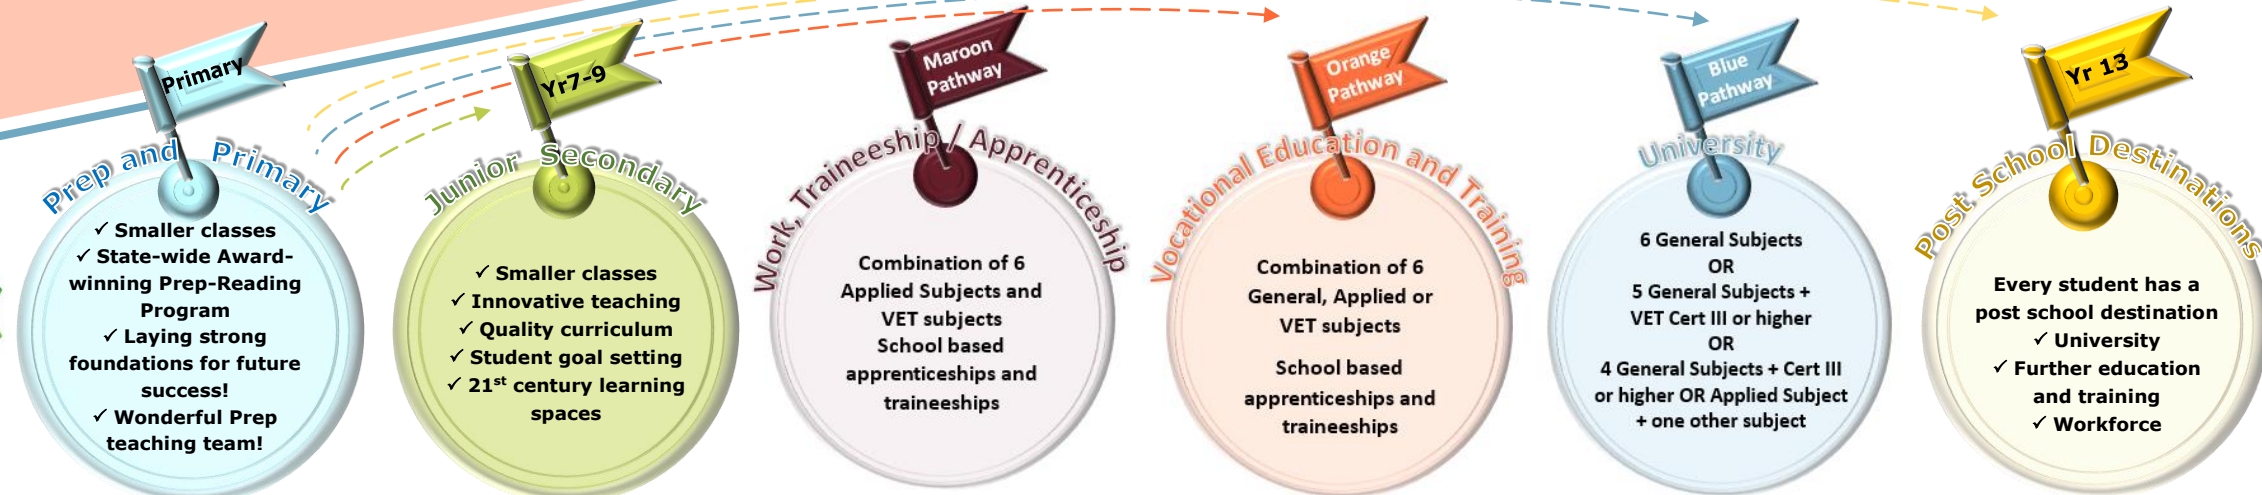 Primary
Prep and Primary
✓ Smaller classes
✓ State-wide Award-
winning Prep-Reading
Program
✓ Laying strong
foundations for future
success!
✓ Wonderful Prep
teaching team!
Yr7-9
Junior Secondary
✓ Smaller classes
✓ Innovative teaching
✓ Quality curriculum
✓ Student goal setting
✓ 21st century learning
spaces
Maroon
Pathway
Work, Traineeship / Apprenticeship
Combination of 6
Applied Subjects and
VET subjects
School based
apprenticeships and
traineeships
Orange
Pathway
Vocational Education and Training
Combination of 6
General, Applied or
VET subjects
School based
apprenticeships and
traineeships
Blue
Pathway
University
6 General Subjects
OR
5 General Subjects +
VET Cert III or higher
OR
4 General Subjects + Cert III
or higher OR Applied Subject
+ one other subject
Yr 13
Post School Destinations
Every student has a
post school destination
✓ University
✓ Further education
and training
✓ Workforce